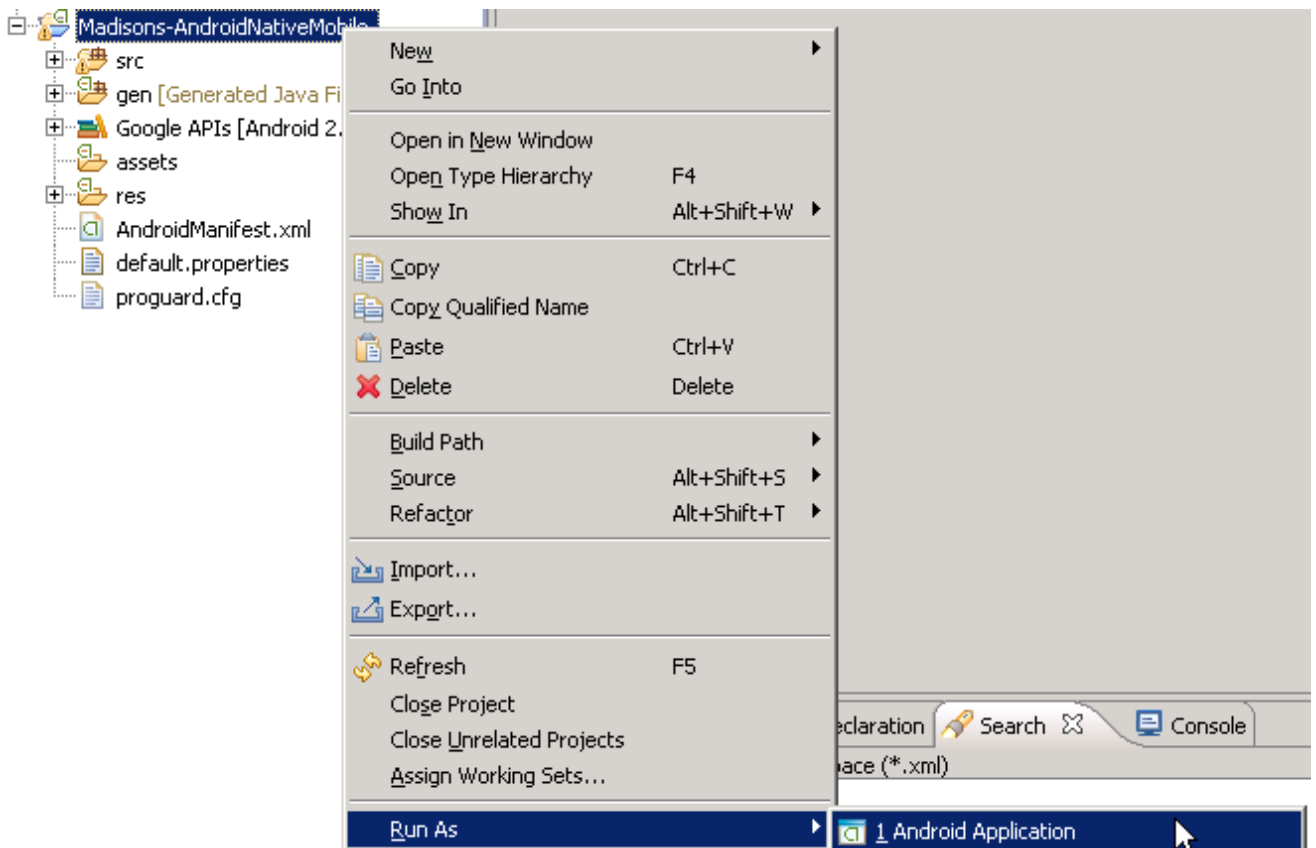 Madisons-AndroidNativeMobile
src
gen [Generated Java Fi
Google APIs [Android 2.
assets
res
AndroidManifest.xml
default.properties
proguard.cfg
New
Go Into
Open in New Window
Open Type Hierarchy F4
Show In Alt+Shift+W
Copy Ctrl+C
Copy Qualified Name
Paste Ctrl+V
Delete Delete
Build Path
Source Alt+Shift+S
Refactor Alt+Shift+T
Import...
Export...
Refresh F5
Close Project
Close Unrelated Projects
Assign Working Sets...
Run As
1 Android Application
eclaration Search Console
pace (*.xml)